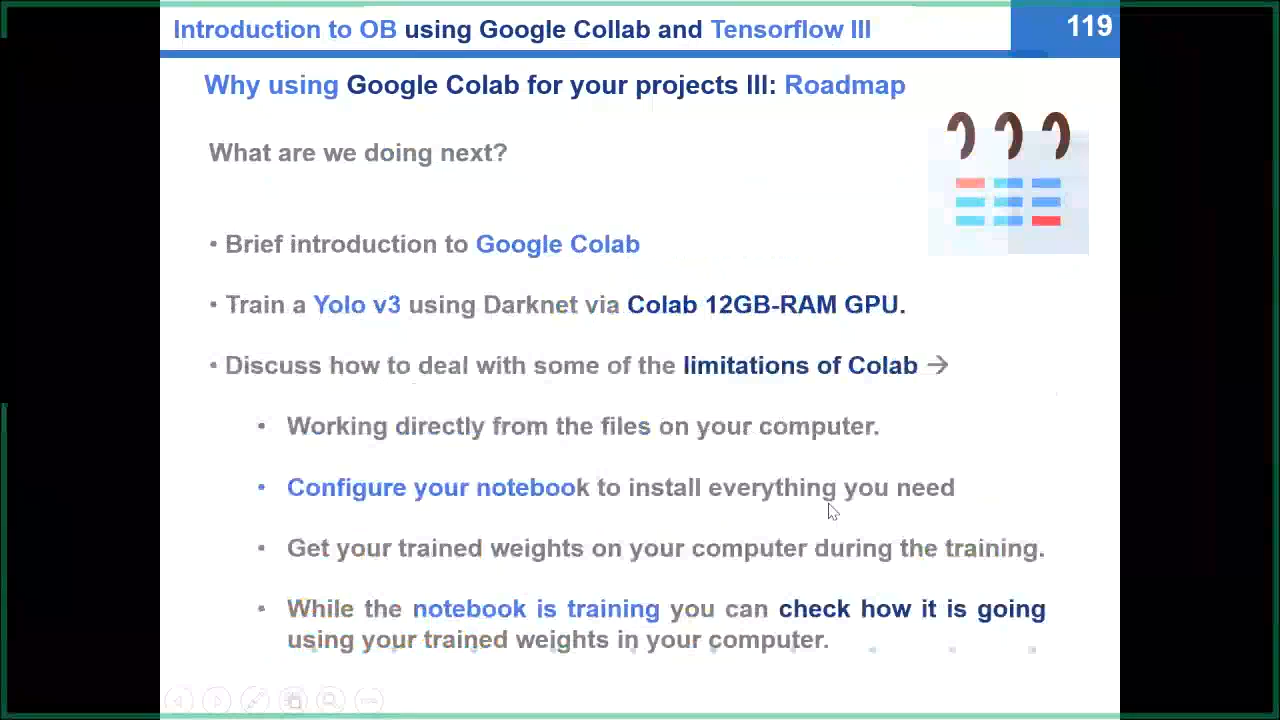 Introduction to OB using Google Collab and Tensorflow III
119
Why using Google Colab for your projects III: Roadmap
What are we doing next?
• Brief introduction to Google Colab
• Train a Yolo v3 using Darknet via Colab 12GB-RAM GPU.
• Discuss how to deal with some of the limitations of Colab →
• Working directly from the files on your computer.
• Configure your notebook to install everything you need
• Get your trained weights on your computer during the training.
• While the notebook is training you can check how it is going
using your trained weights in your computer.